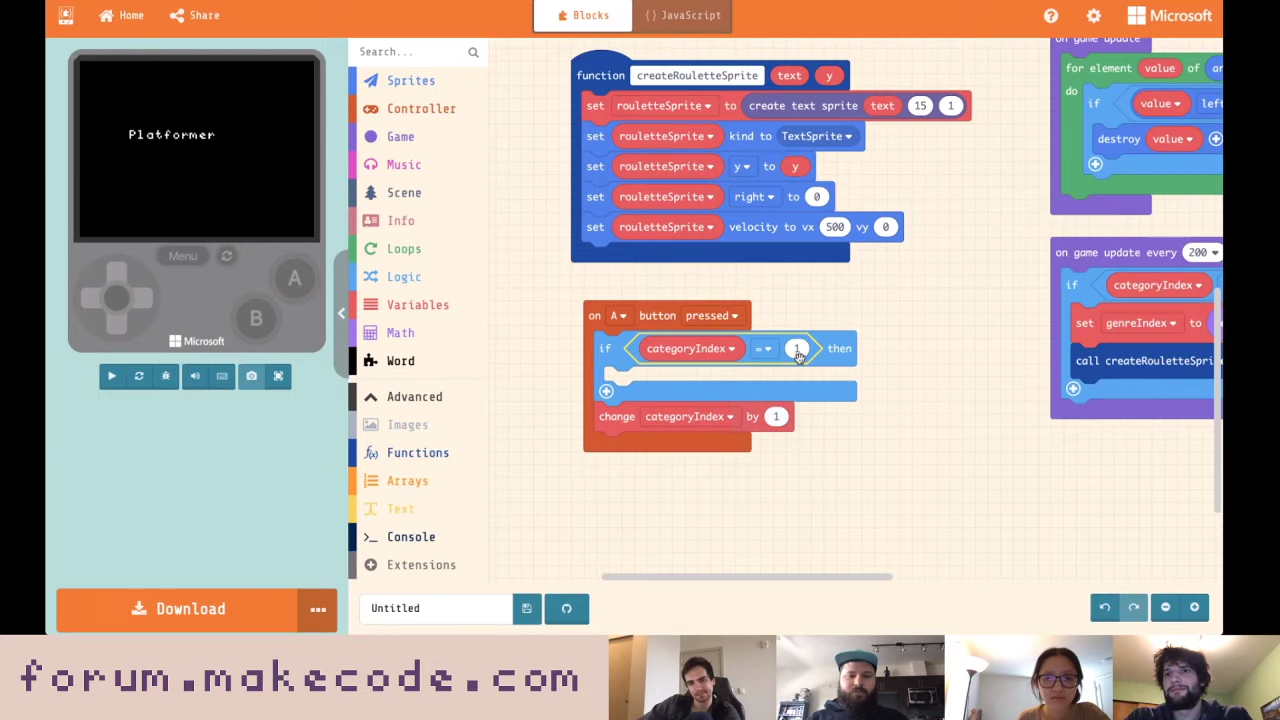 Home
Share
Blocks
{} JavaScript
?
Microsoft
Platformer
Menu
A
B
Microsoft
Search...
Sprites
Controller
Game
Music
Scene
Info
Loops
Logic
Variables
Math
Word
Advanced
Images
Functions
Arrays
Text
Console
Extensions
function createRouletteSprite text y
set rouletteSprite to create text sprite text 15 1
set rouletteSprite kind to TextSprite
set rouletteSprite y to y
set rouletteSprite right to 0
set rouletteSprite velocity to vx 500 vy 0
on A button pressed
if categoryIndex = 1 then
change categoryIndex by 1
on game update
for element value of
do
if value left
destroy value
on game update every 200
if categoryIndex
set genreIndex to
call
Download
Untitled
forum.makecode.com